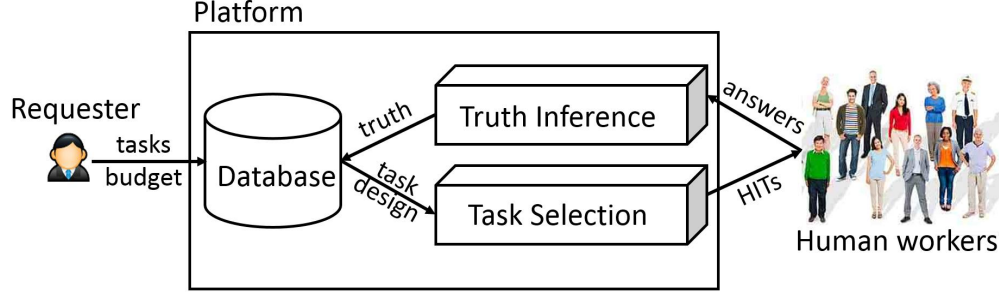 Platform
Requester
tasks
budget
Database
truth
task
design
Truth Inference
Task Selection
answers
HITs
Human workers